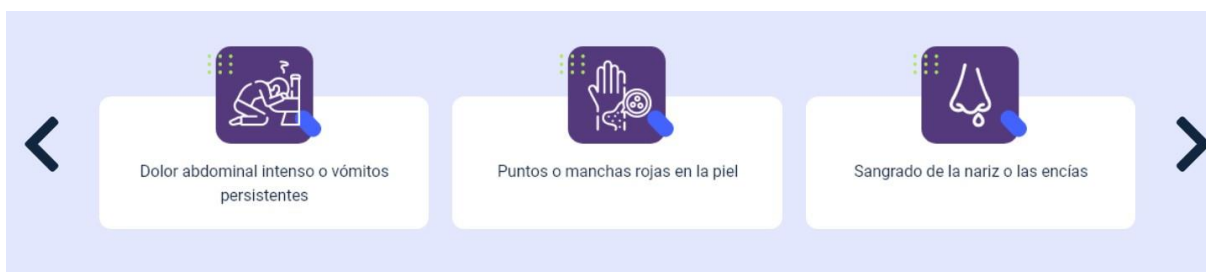 Dolor abdominal intenso o vómitos
persistentes
Puntos o manchas rojas en la piel
Sangrado de la nariz o las encías